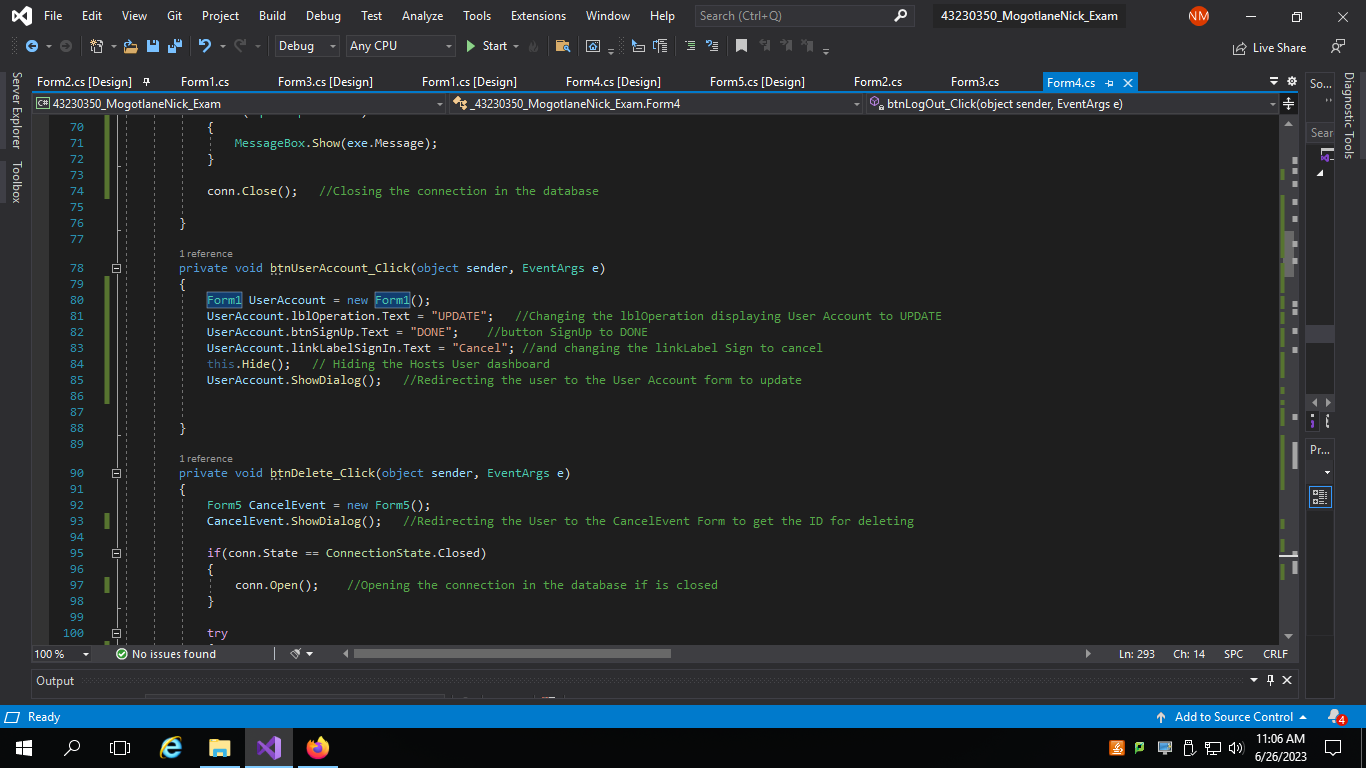 File Edit View Git Project Build Debug Test Analyze Tools Extensions Window Help Search (Ctrl+Q) 43230350_MogotlaneNick_Exam NM
Debug Any CPU Start Live Share
Form2.cs [Design] Form1.cs Form3.cs [Design] Form1.cs [Design] Form4.cs [Design] Form5.cs [Design] Form2.cs Form3.cs Form4.cs
Server Explorer
Toolbox
43230350_MogotlaneNick_Exam _43230350_MogotlaneNick_Exam.Form4 btnLogOut_Click(object sender, EventArgs e)
So...
Sear
Pr...
Diagnostic Tools
70 {
71 MessageBox.Show(exe.Message);
72 }
73
74 conn.Close(); //Closing the connection in the database
75
76 }
77
1 reference
78 private void btnUserAccount_Click(object sender, EventArgs e)
79 {
80 Form1 UserAccount = new Form1();
81 UserAccount.lblOperation.Text = "UPDATE"; //Changing the lblOperation displaying User Account to UPDATE
82 UserAccount.btnSignUp.Text = "DONE"; //button SignUp to DONE
83 UserAccount.linkLabelSignIn.Text = "Cancel"; //and changing the linkLabel Sign to cancel
84 this.Hide(); // Hiding the Hosts User dashboard
85 UserAccount.ShowDialog(); //Redirecting the user to the User Account form to update
86
87
88 }
89
1 reference
90 private void btnDelete_Click(object sender, EventArgs e)
91 {
92 Form5 CancelEvent = new Form5();
93 CancelEvent.ShowDialog(); //Redirecting the User to the CancelEvent Form to get the ID for deleting
94
95 if(conn.State == ConnectionState.Closed)
96 {
97 conn.Open(); //Opening the connection in the database if is closed
98 }
99
100 try
100 % No issues found Ln: 293 Ch: 14 SPC CRLF
Output
Ready Add to Source Control 4
11:06 AM
6/26/2023